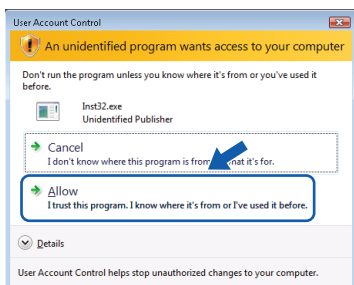 User Account Control
An unidentified program wants access to your computer
Don't run the program unless you know where it's from or you've used it
before.
Inst32.exe
Unidentified Publisher
Cancel
I don't know where this program is from it's for.
Allow
I trust this program. I know where it's from or I've used it before.
Details
User Account Control helps stop unauthorized changes to your computer.